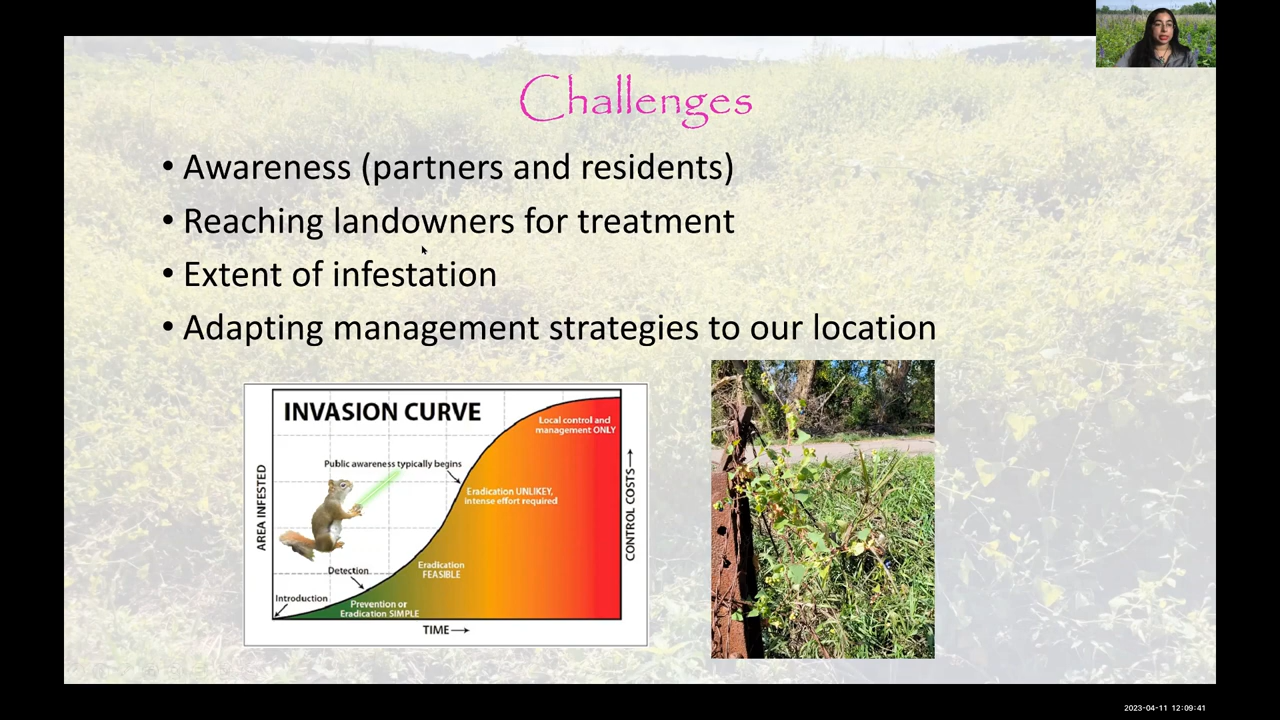 Challenges
• Awareness (partners and residents)
• Reaching landowners for treatment
• Extent of infestation
• Adapting management strategies to our location
INVASION CURVE
Local control and
management ONLY
Public awareness typically begins
Eradication UNLIKELY,
intense effort required
AREA INFESTED
CONTROL COSTS
Eradication
FEASIBLE
Detection
Introduction
Prevention or
Eradication SIMPLE
TIME
2023-04-11 12:09:41